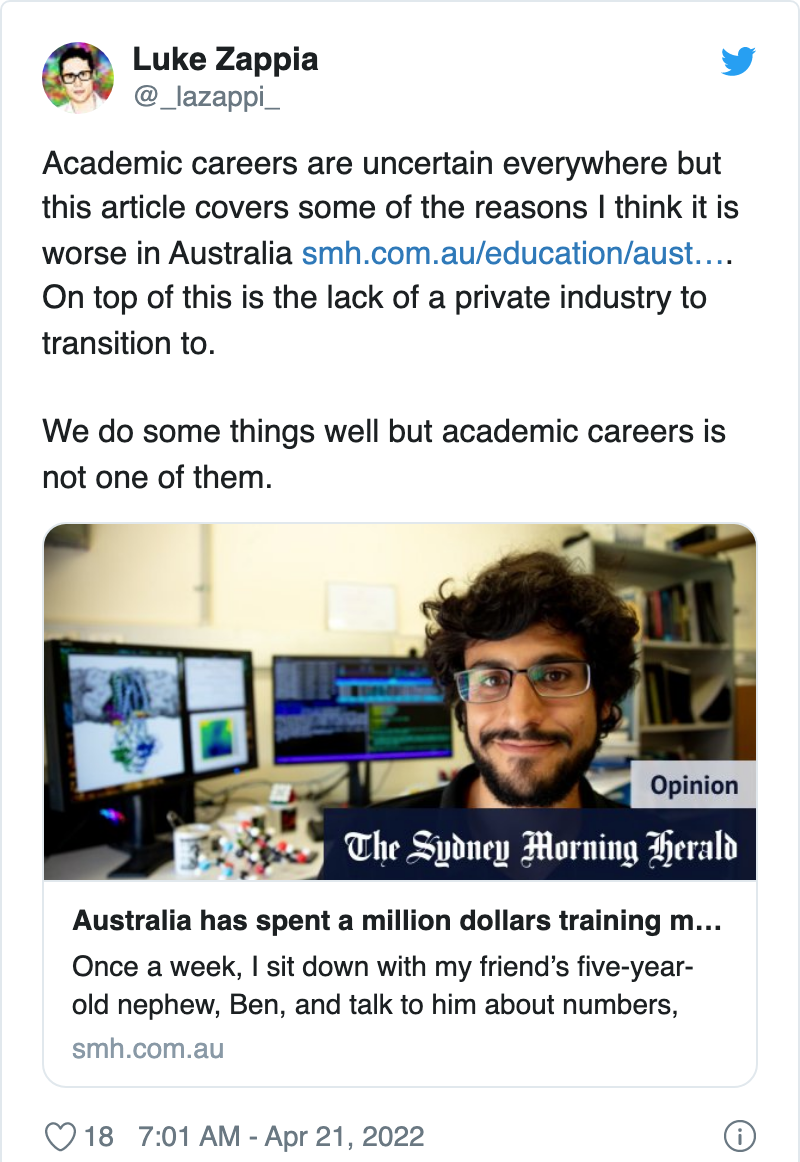 Luke Zappia
@_lazappi_
Academic careers are uncertain everywhere but
this article covers some of the reasons I think it is
worse in Australia smh.com.au/education/aust….
On top of this is the lack of a private industry to
transition to.
We do some things well but academic careers is
not one of them.
Opinion
The Sydney Morning Herald
Australia has spent a million dollars training m...
Once a week, I sit down with my friend’s five-year-
old nephew, Ben, and talk to him about numbers,
smh.com.au
18 7:01 AM - Apr 21, 2022